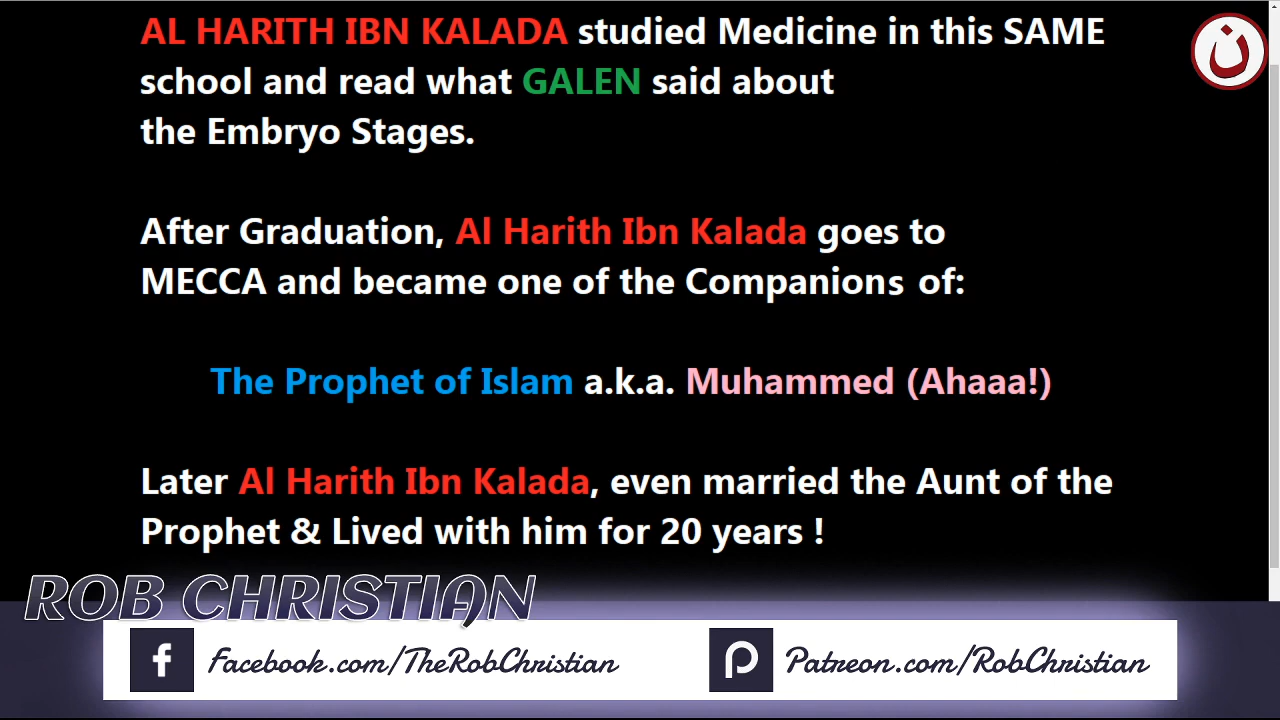 AL HARITH IBN KALADA studied Medicine in this SAME
school and read what GALEN said about
the Embryo Stages.
After Graduation, Al Harith Ibn Kalada goes to
MECCA and became one of the Companions of:
The Prophet of Islam a.k.a. Muhammed (Ahaaa!)
Later Al Harith Ibn Kalada, even married the Aunt of the
Prophet & Lived with him for 20 years !
ROB CHRISTIAN
Facebook.com/TheRobChristian
Patreon.com/RobChristian
ن